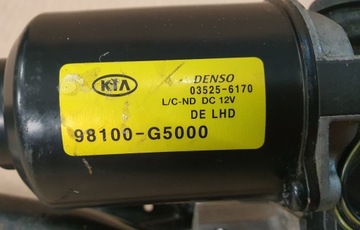 KIA DENSO
03525-6170
L/C-ND DC 12V
DE LHD
98100-G5000